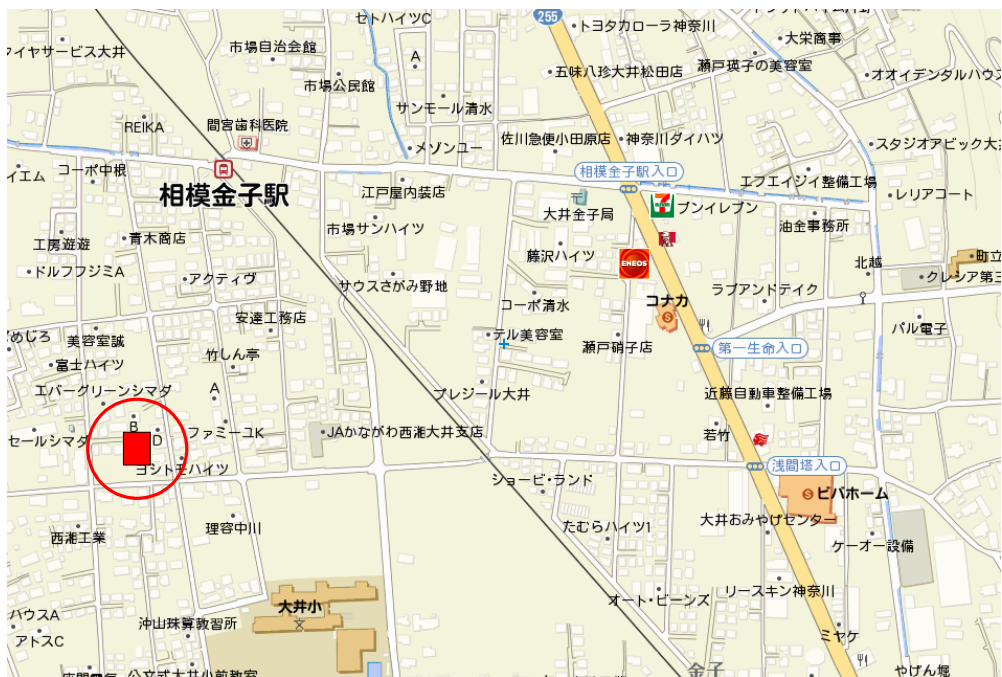 セトハイツC
255
トヨタカローラ神奈川
大栄商事
タイヤサービス大井
市場自治会館
A
瀬戸瑛子の美容室
五味八珍大井松田店
オオイデンタルハウス
市場公民館
サンモール清水
REIKA
間宮歯科医院
メゾンユー
佐川急便小田原店
神奈川ダイハツ
スタジオアビック大井
イエム
コーポ中根
相模金子駅入口
エフエイジイ整備工場
相模金子駅
江戸屋内装店
大井金子局
7
ブンイレブン
レリアコート
油金事務所
市場サンハイツ
工房遊遊
青木商店
藤沢ハイツ
ENEOS
北越
町立
ドルフフジミA
アクティヴ
サウスさがみ野地
クレシア第三
コーポ清水
コナカ
ラブアンドテイク
安達工務店
めじろ
美容室誠
テル美容室
瀬戸硝子店
第一生命入口
パル電子
富士ハイツ
竹しん亭
エバーグリーンシマダ
A
プレジール大井
近藤自動車整備工場
B
D
セールシマダ
ファミーユK
JAかながわ西湘大井支店
若竹
ヨシトモハイツ
浅間塔入口
ショービ・ランド
ビバホーム
西湘工業
理容中川
たむらハイツ1
大井おみやげセンター
ケーオー設備
大井小
文
オート・ビーンズ
リースキン神奈川
ハウスA
沖山珠算教習所
アトスC
ミヤケ
公文式大井小前教室
金子
やげん堀